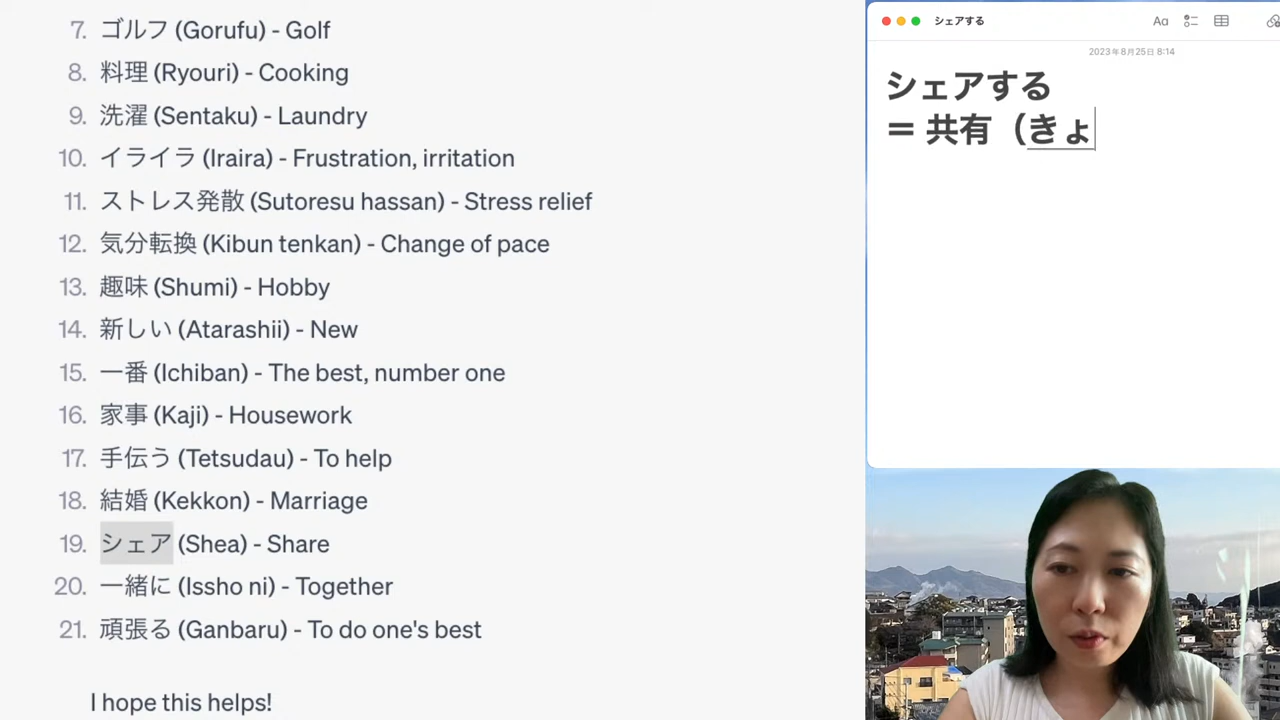 7. ゴルフ (Gorufu) - Golf
8. 料理 (Ryouri) - Cooking
9. 洗濯 (Sentaku) - Laundry
10. イライラ (Iraira) - Frustration, irritation
11. ストレス発散 (Sutoresu hassan) - Stress relief
12. 気分転換 (Kibun tenkan) - Change of pace
13. 趣味 (Shumi) - Hobby
14. 新しい (Atarashii) - New
15. 一番 (Ichiban) - The best, number one
16. 家事 (Kaji) - Housework
17. 手伝う (Tetsudau) - To help
18. 結婚 (Kekkon) - Marriage
19. シェア (Shea) - Share
20. 一緒に (Issho ni) - Together
21. 頑張る (Ganbaru) - To do one's best
I hope this helps!
シェアする
Aa
2023年8月25日 8:14
シェアする
＝ 共有（きょ